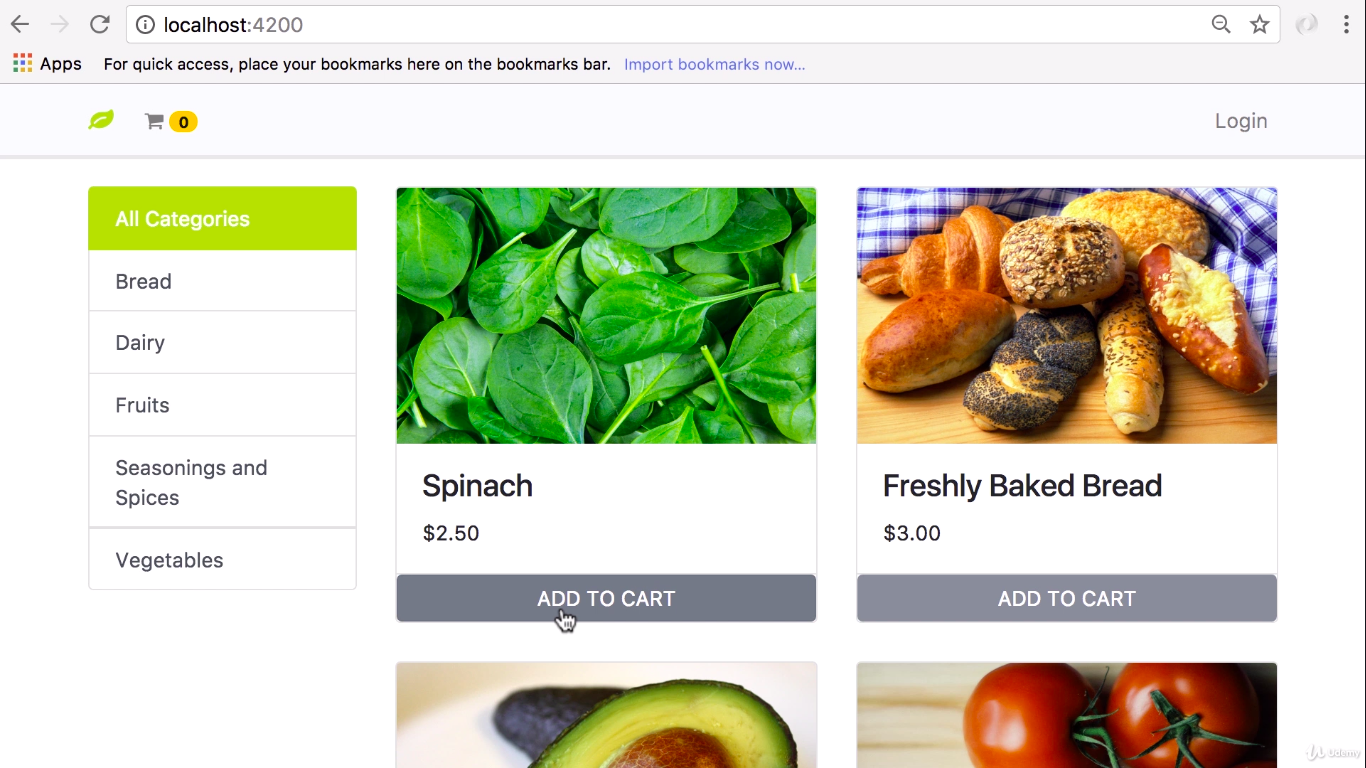 localhost:4200
Apps For quick access, place your bookmarks here on the bookmarks bar. Import bookmarks now...
0 Login
All Categories
Bread
Dairy
Fruits
Seasonings and
Spices
Vegetables
Spinach
$2.50
ADD TO CART
Freshly Baked Bread
$3.00
ADD TO CART
Udemy